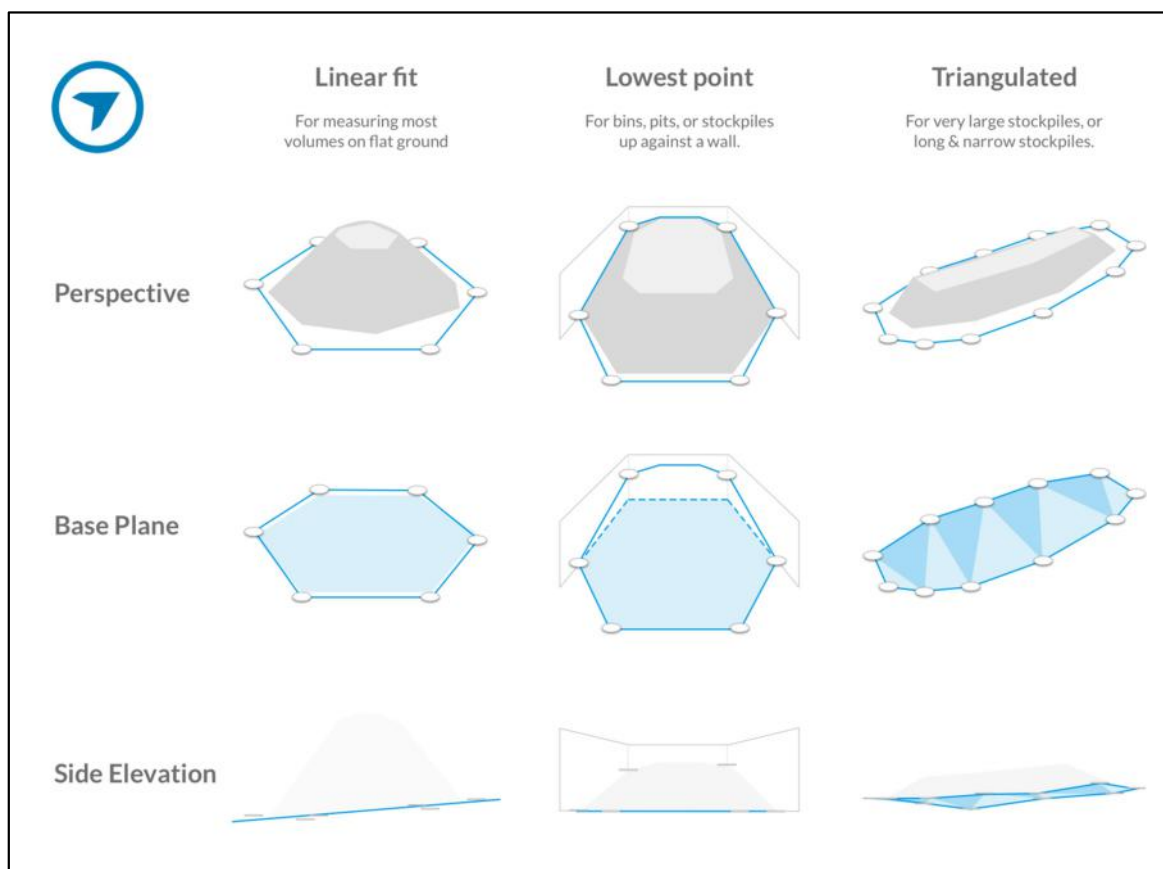 Linear fit
For measuring most
volumes on flat ground
Lowest point
For bins, pits, or stockpiles
up against a wall.
Triangulated
For very large stockpiles, or
long & narrow stockpiles.
Perspective
Base Plane
Side Elevation